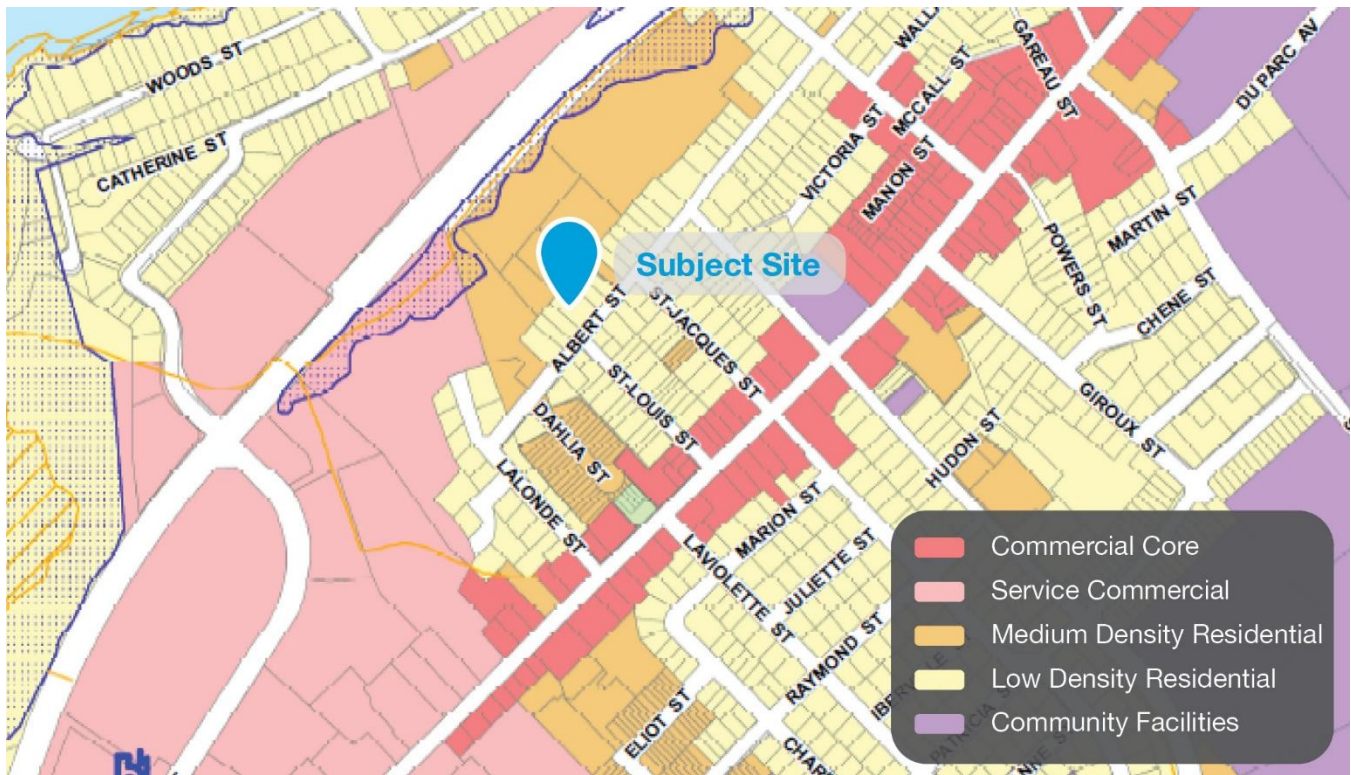 WOODS ST
CATHERINE ST
VICTORIA ST
MCCALL ST
MANON ST
GAREAU ST
DU PARC AV
MARTIN ST
POWERS ST
CHENE ST
GIROUX ST
HUDON ST
Subject Site
ALBERT ST
ST-JACQUES ST
ST-LOUIS ST
DAHLIA ST
LALONDE ST
MARION ST
LAVIOLETTE ST
JULIETTE ST
RAYMOND ST
ELIOT ST
Commercial Core
Service Commercial
Medium Density Residential
Low Density Residential
Community Facilities